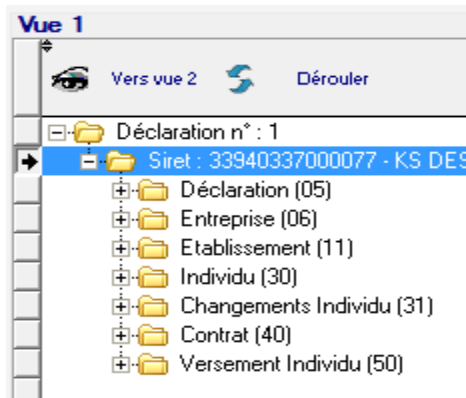 Vue 1
Vers vue 2 Dérouler
Déclaration n° : 1
Siret : 33940337000077 - KS DES
Déclaration (05)
Entreprise (06)
Etablissement (11)
Individu (30)
Changements Individu (31)
Contrat (40)
Versement Individu (50)